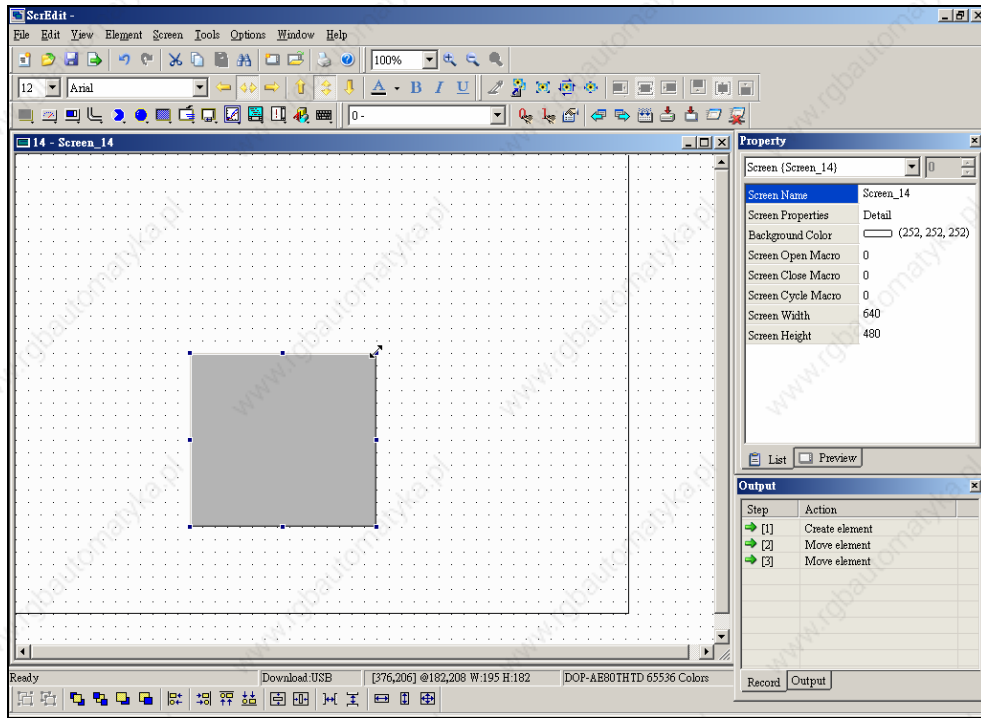 ScrEdit -
File Edit View Element Screen Tools Options Window Help
100%
12 Arial
A - B I U
0 -
14 - Screen_14
Property
Screen {Screen_14} 0
Screen Name Screen_14
Screen Properties Detail
Background Color (252, 252, 252)
Screen Open Macro 0
Screen Close Macro 0
Screen Cycle Macro 0
Screen Width 640
Screen Height 480
List Preview
Output
Step Action
[1] Create element
[2] Move element
[3] Move element
Record Output
Ready Download:USB [376,206] @182,208 W:195 H:182 DOP-AE80THTD 65536 Colors
www.rgbautomatyka.pl